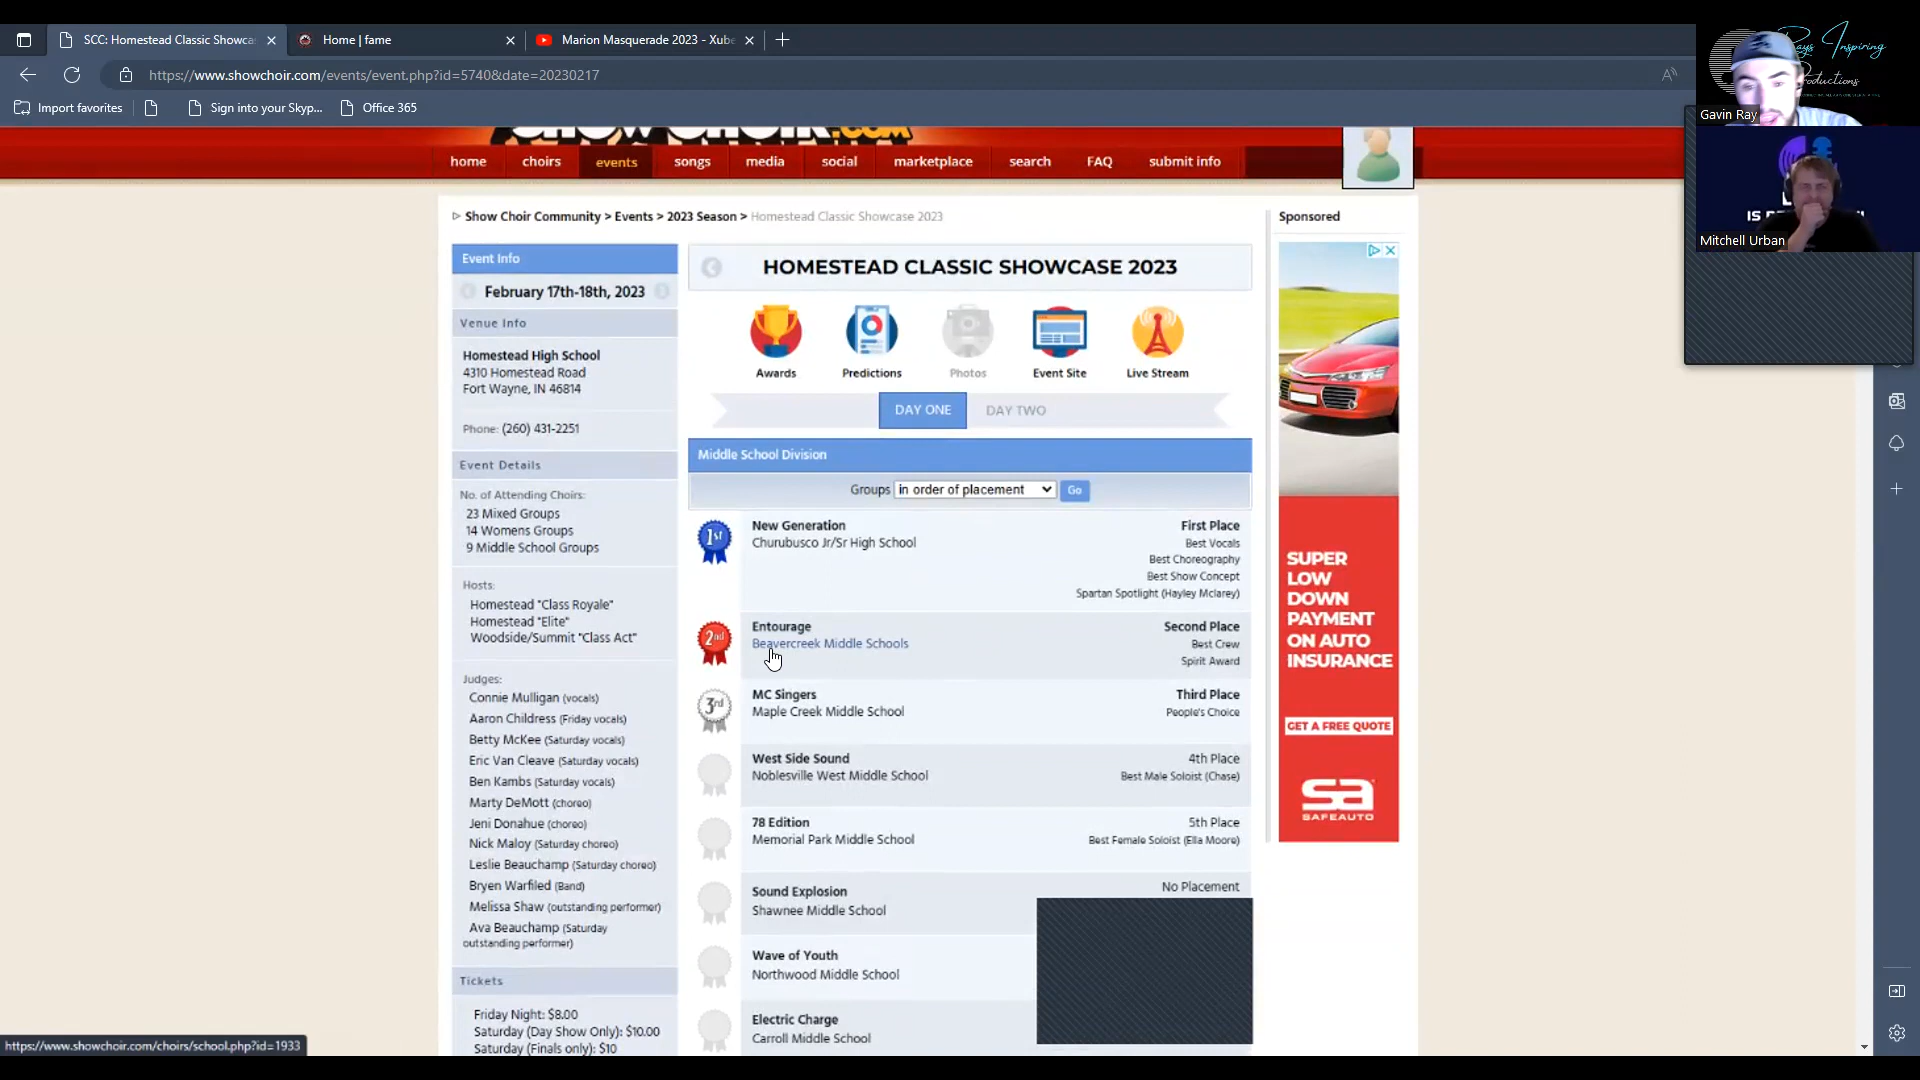 SCC: Homestead Classic Showca
Home | fame
Marion Masquerade 2023 - Xube
https://www.showchoir.com/events/event.php?id=5740&date=20230217
Import favorites
Sign into your Skyp...
Office 365
Rays Inspiring
Productions
Gavin Ray
Mitchell Urban
home
choirs
events
songs
media
social
marketplace
search
FAQ
submit info
Show Choir Community > Events > 2023 Season > Homestead Classic Showcase 2023
Sponsored
Event Info
February 17th-18th, 2023
Venue Info
Homestead High School
4310 Homestead Road
Fort Wayne, IN 46814
Phone: (260) 431-2251
Event Details
No. of Attending Choirs:
23 Mixed Groups
14 Womens Groups
9 Middle School Groups
Hosts:
Homestead "Class Royale"
Homestead "Elite"
Woodside/Summit "Class Act"
Judges:
Connie Mulligan (vocals)
Aaron Childress (Friday vocals)
Betty McKee (Saturday vocals)
Eric Van Cleave (Saturday vocals)
Ben Kambs (Saturday vocals)
Marty DeMott (choreo)
Jeni Donahue (choreo)
Nick Maloy (Saturday choreo)
Leslie Beauchamp (Saturday choreo)
Bryen Warfiled (Band)
Melissa Shaw (outstanding performer)
Ava Beauchamp (Saturday
outstanding performer)
Tickets
Friday Night: $8.00
Saturday (Day Show Only): $10.00
Saturday (Finals only): $10
HOMESTEAD CLASSIC SHOWCASE 2023
Awards
Predictions
Photos
Event Site
Live Stream
DAY ONE
DAY TWO
Middle School Division
Groups in order of placement Go
1st
New Generation
Churubusco Jr/Sr High School
First Place
Best Vocals
Best Choreography
Best Show Concept
Spartan Spotlight (Hayley Mclarey)
2nd
Entourage
Beavercreek Middle Schools
Second Place
Best Crew
Spirit Award
3rd
MC Singers
Maple Creek Middle School
Third Place
People's Choice
West Side Sound
Noblesville West Middle School
4th Place
Best Male Soloist (Chase)
78 Edition
Memorial Park Middle School
5th Place
Best Female Soloist (Ella Moore)
Sound Explosion
Shawnee Middle School
No Placement
Wave of Youth
Northwood Middle School
Electric Charge
Carroll Middle School
SUPER
LOW
DOWN
PAYMENT
ON AUTO
INSURANCE
GET A FREE QUOTE
sa
SAFEAUTO
https://www.showchoir.com/choirs/school.php?id=1933